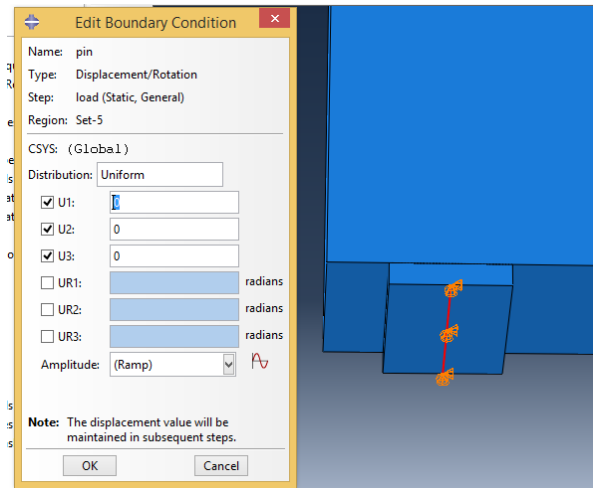 Edit Boundary Condition
Name: pin
Type: Displacement/Rotation
Step: load (Static, General)
Region: Set-5
CSYS: (Global)
Distribution: Uniform
U1: 0
U2: 0
U3: 0
UR1: radians
UR2: radians
UR3: radians
Amplitude: (Ramp)
Note: The displacement value will be
maintained in subsequent steps.
OK Cancel